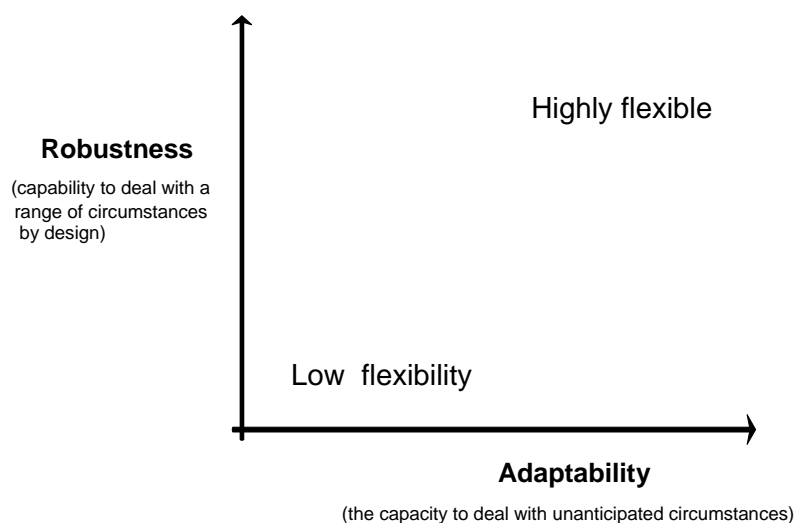 Highly flexible
Robustness
(capability to deal with a
range of circumstances
by design)
Low flexibility
Adaptability
(the capacity to deal with unanticipated circumstances)